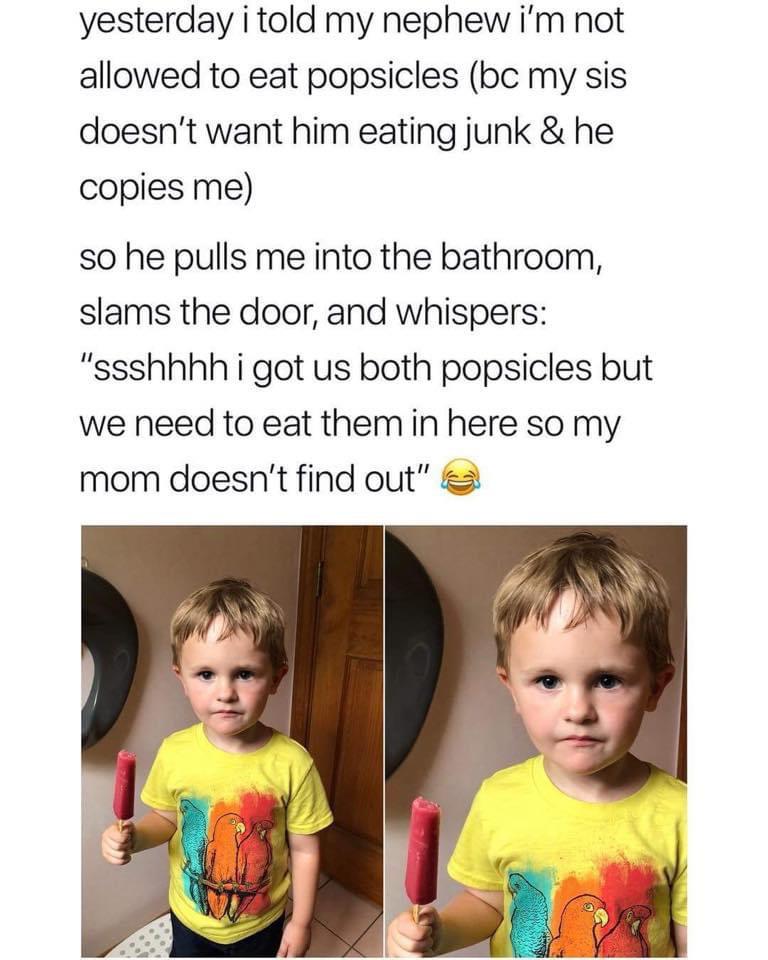 yesterday i told my nephew i'm not
allowed to eat popsicles (bc my sis
doesn't want him eating junk & he
copies me)
so he pulls me into the bathroom,
slams the door, and whispers:
"ssshhhh i got us both popsicles but
we need to eat them in here so my
mom doesn't find out" 😂